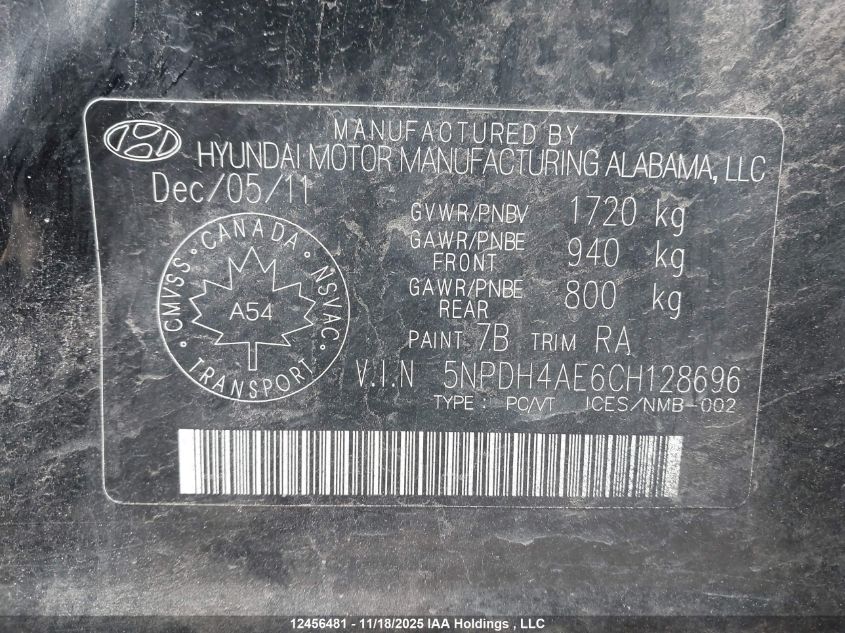 MANUFACTURED BY
HYUNDAI MOTOR MANUFACTURING ALABAMA, LLC
Dec/05/11
GVWR/PNBV 1720 kg
GAWR/PNBE FRONT 940 kg
GAWR/PNBE REAR 800 kg
PAINT 7B TRIM RA
CMVSS · CANADA · NSVAC · TRANSPORT ·
A54
V.I.N 5NPDH4AE6CH128696
TYPE : PC/VT ICES/NMB-002
12456481 - 11/18/2025 IAA Holdings , LLC